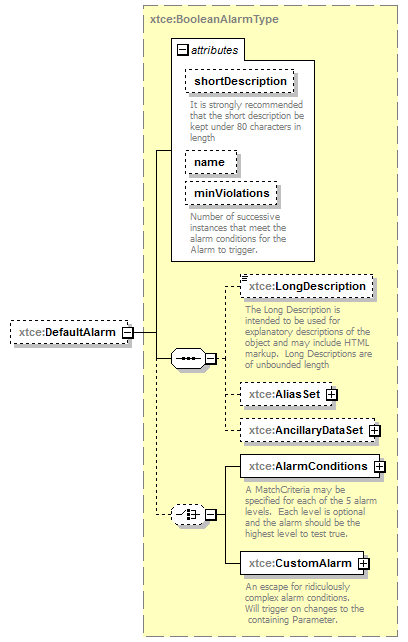 xtce:BooleanAlarmType
attributes
shortDescription
It is strongly recommended
that the short description be
kept under 80 characters in
length
name
minViolations
Number of successive
instances that meet the
alarm conditions for the
Alarm to trigger.
xtce:DefaultAlarm
xtce:LongDescription
The Long Description is
intended to be used for
explanatory descriptions of the
object and may include HTML
markup.  Long Descriptions are
of unbounded length
xtce:AliasSet
xtce:AncillaryDataSet
xtce:AlarmConditions
A MatchCriteria may be
specified for each of the 5 alarm
levels.  Each level is optional
and the alarm should be the
highest level to test true.
xtce:CustomAlarm
An escape for ridiculously
complex alarm conditions.
Will trigger on changes to the
containing Parameter.